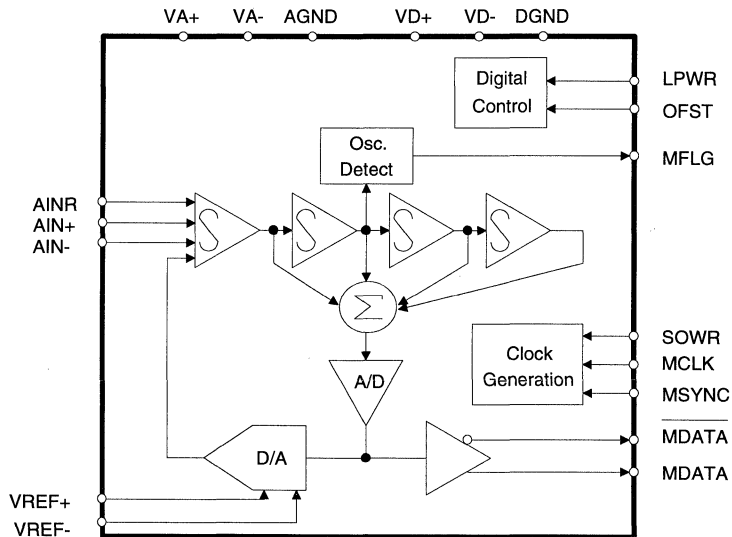 VA+ VA- AGND VD+ VD- DGND
Digital
Control
LPWR
OFST
Osc.
Detect
MFLG
AINR
AIN+
AIN-
Σ
SOWR
Clock
Generation
MCLK
MSYNC
A/D
MDATA
D/A
MDATA
VREF+
VREF-